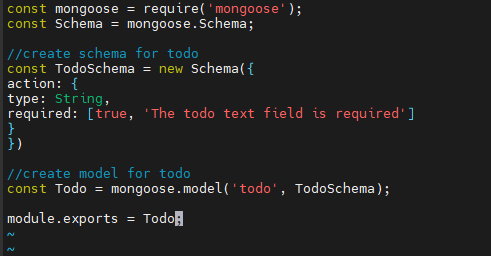 const mongoose = require('mongoose');
const Schema = mongoose.Schema;

//create schema for todo
const TodoSchema = new Schema({
action: {
type: String,
required: [true, 'The todo text field is required']
}
})

//create model for todo
const Todo = mongoose.model('todo', TodoSchema);

module.exports = Todo;
~
~